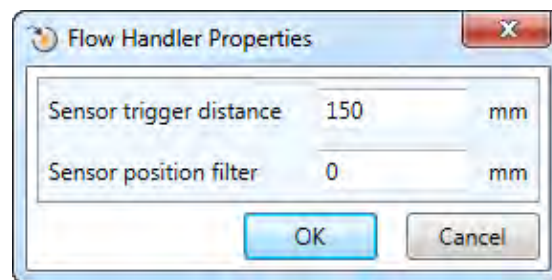 Flow Handler Properties
Sensor trigger distance 150 mm
Sensor position filter 0 mm
OK Cancel